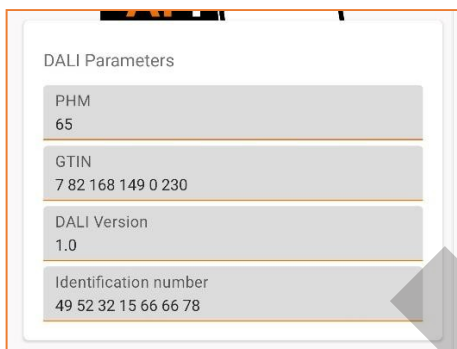 DALI Parameters
PHM
65
GTIN
7 82 168 149 0 230
DALI Version
1.0
Identification number
49 52 32 15 66 66 78